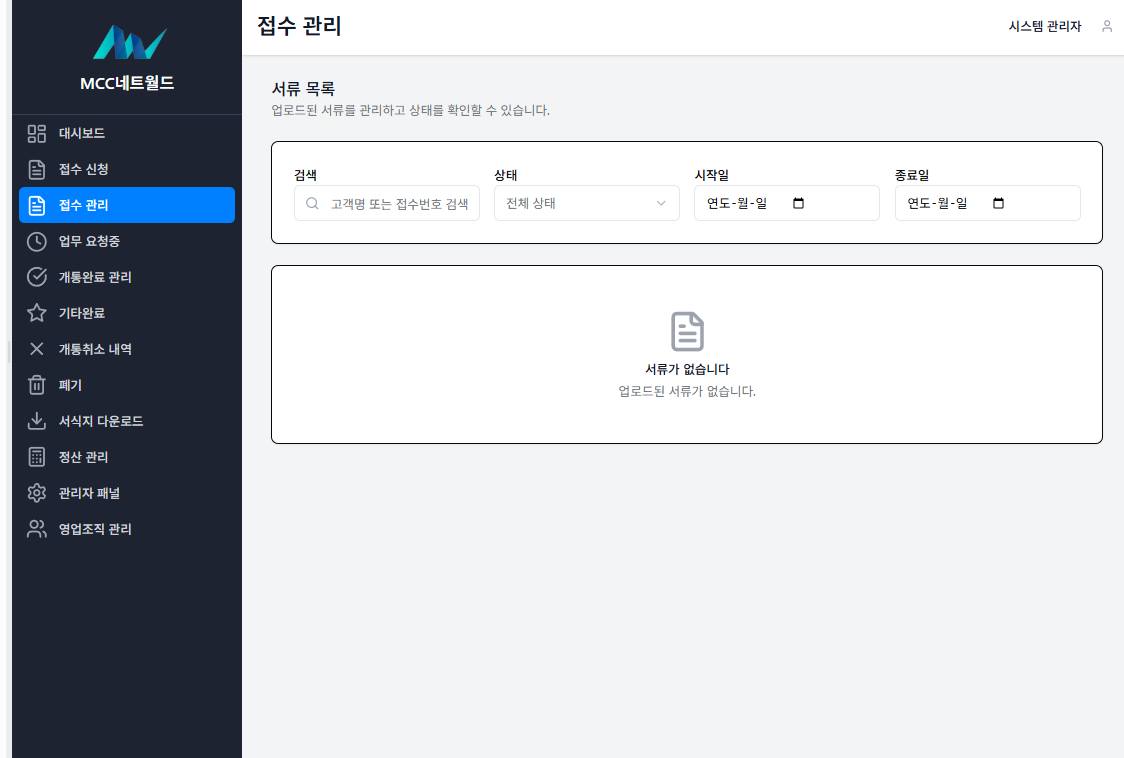 MCC네트월드
대시보드
접수 신청
접수 관리
업무 요청중
개통완료 관리
기타완료
개통취소 내역
폐기
서식지 다운로드
정산 관리
관리자 패널
영업조직 관리
접수 관리
시스템 관리자
서류 목록
업로드된 서류를 관리하고 상태를 확인할 수 있습니다.
검색
고객명 또는 접수번호 검색
상태
전체 상태
시작일
연도-월-일
종료일
연도-월-일
서류가 없습니다
업로드된 서류가 없습니다.